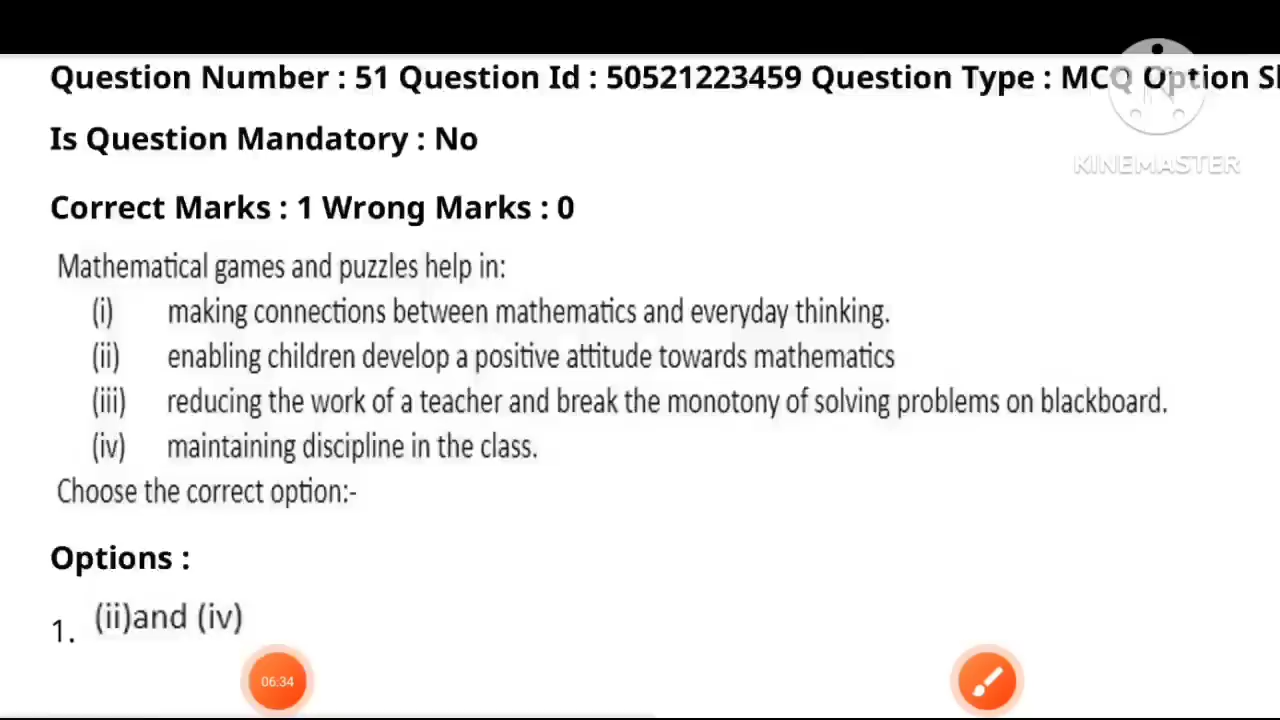 Question Number : 51 Question Id : 50521223459 Question Type : MCQ Option
Is Question Mandatory : No
KINEMASTER
Correct Marks : 1 Wrong Marks : 0
Mathematical games and puzzles help in:
(i) making connections between mathematics and everyday thinking.
(ii) enabling children develop a positive attitude towards mathematics
(iii) reducing the work of a teacher and break the monotony of solving problems on blackboard.
(iv) maintaining discipline in the class.
Choose the correct option:-
Options :
1. (ii)and (iv)
06:34